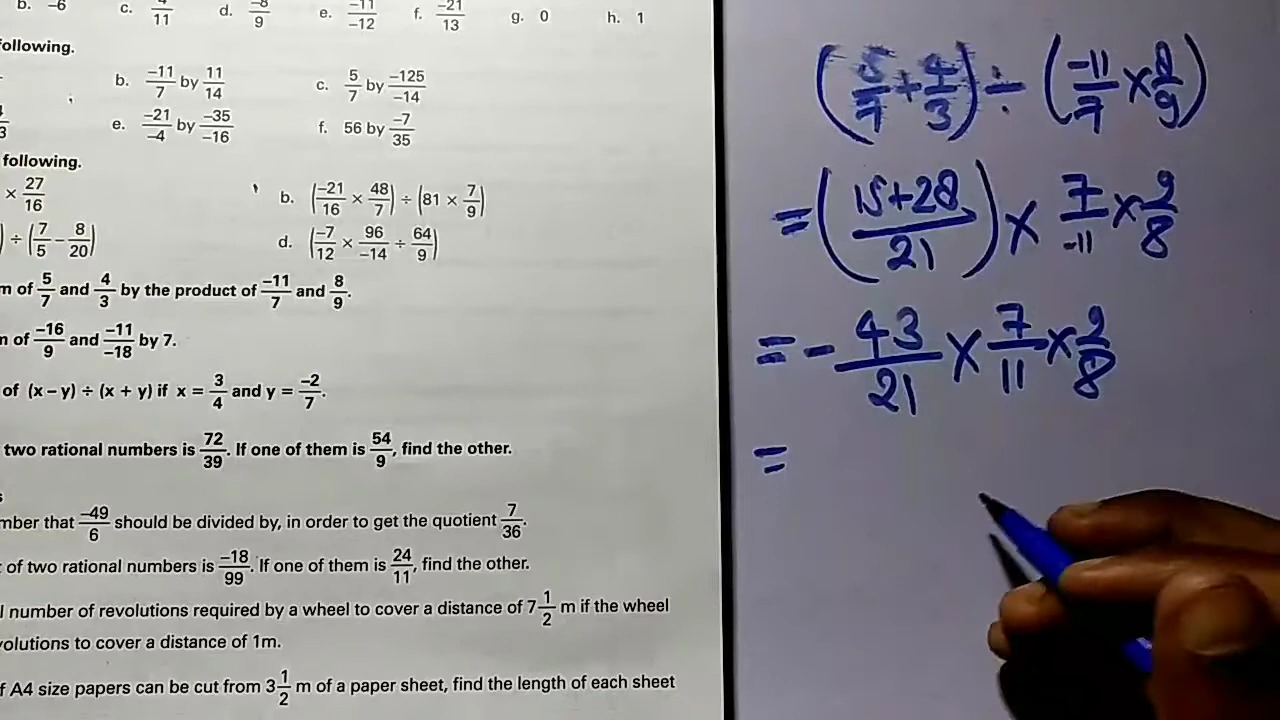 b. -6 c. 4/11 d. -8/9 e. -11/-12 f. -21/13 g. 0 h. 1
following.
b. -11/7 by 11/14 c. 5/7 by -125/-14
e. -21/-4 by -35/-16 f. 56 by -7/35
following.
× 27/16 b. (-21/16 × 48/7) ÷ (81 × 7/9)
) ÷ (7/5 - 8/20) d. (-7/12 × 96/-14 ÷ 64/9)
m of 5/7 and 4/3 by the product of -11/7 and 8/9.
n of -16/9 and -11/-18 by 7.
of (x – y) ÷ (x + y) if x = 3/4 and y = -2/7.
two rational numbers is 72/39. If one of them is 54/9, find the other.
mber that -49/6 should be divided by, in order to get the quotient 7/36.
of two rational numbers is -18/99. If one of them is 24/11, find the other.
l number of revolutions required by a wheel to cover a distance of 7 1/2 m if the wheel
volutions to cover a distance of 1m.
f A4 size papers can be cut from 3 1/2 m of a paper sheet, find the length of each sheet
(5/7 + 4/3) ÷ (-11/7 × 8/9)
= (15+28/21) × 7/-11 × 9/8
= - 43/21 × 7/11 × 9/8
=